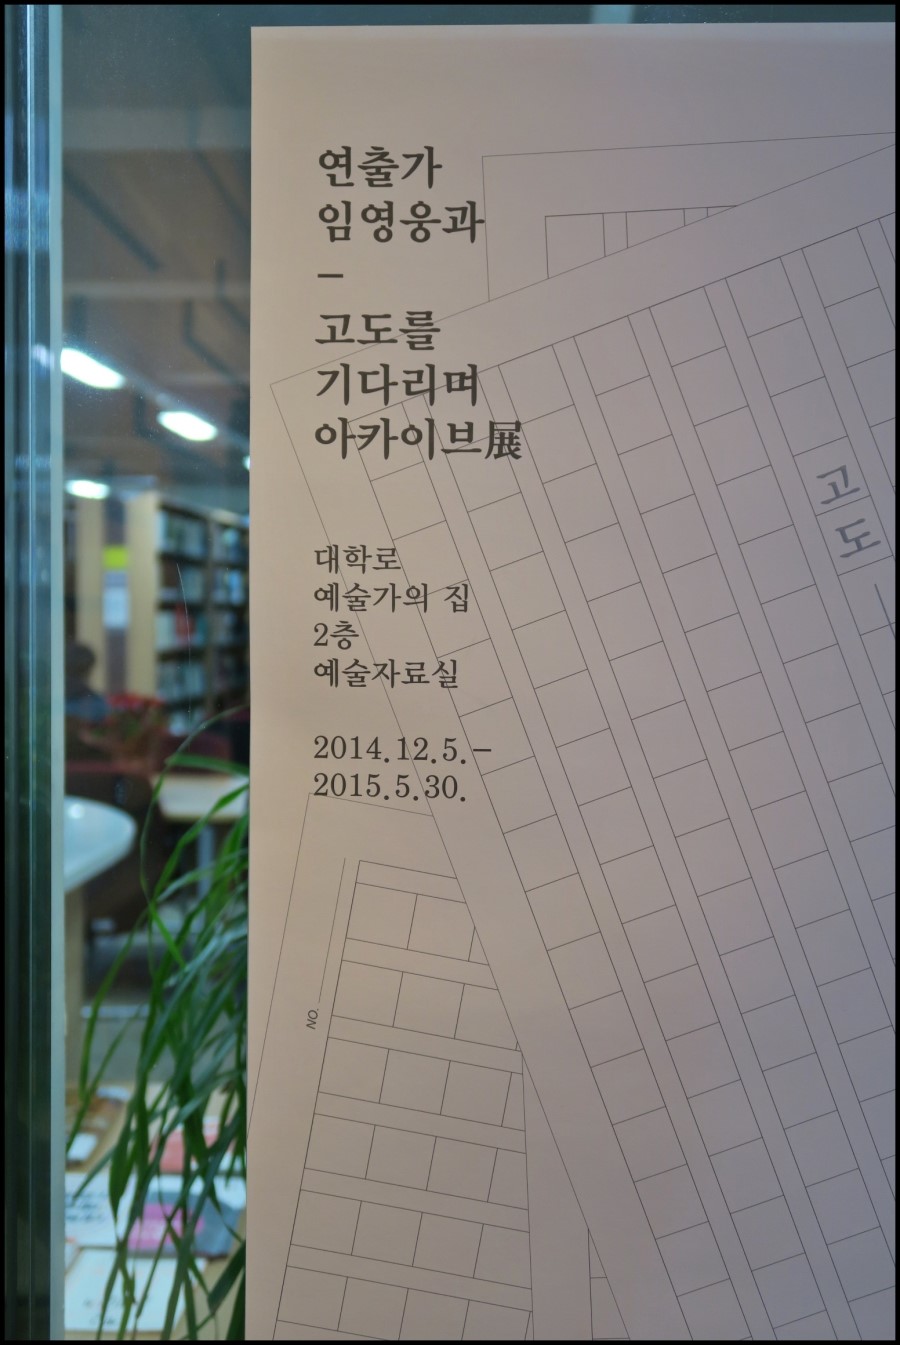 연출가
임영웅과
–
고도를
기다리며
아카이브展
대학로
예술가의 집
2층
예술자료실
2014.12.5.–
2015.5.30.
고도
NO.